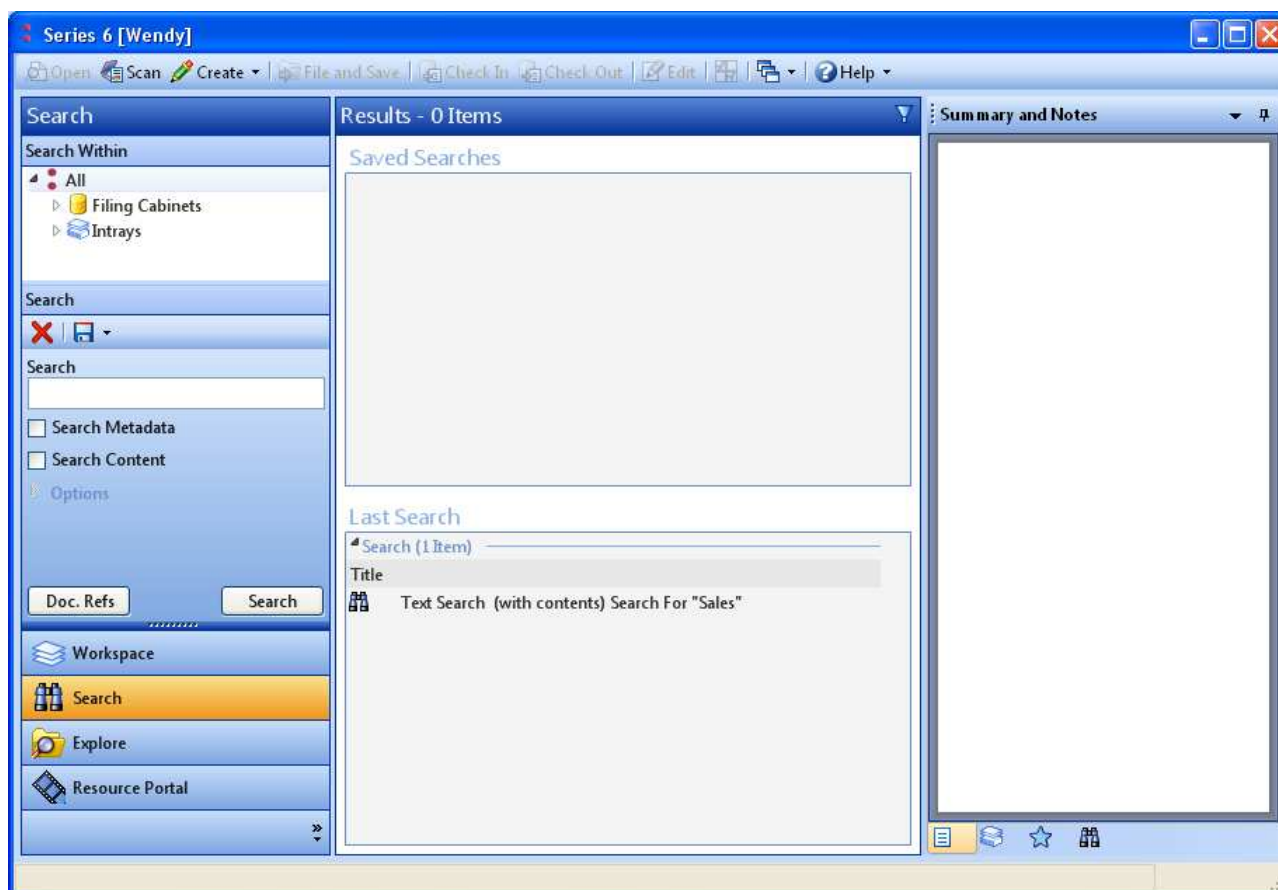 Series 6 [Wendy]
Open Scan Create File and Save Check In Check Out Edit Help
Search
Search Within
All
Filing Cabinets
Intrays
Search
Search
Search Metadata
Search Content
Options
Doc. Refs Search
Workspace
Search
Explore
Resource Portal
Results - 0 Items
Saved Searches
Last Search
Search (1 Item)
Title
Text Search (with contents) Search For "Sales"
Summary and Notes